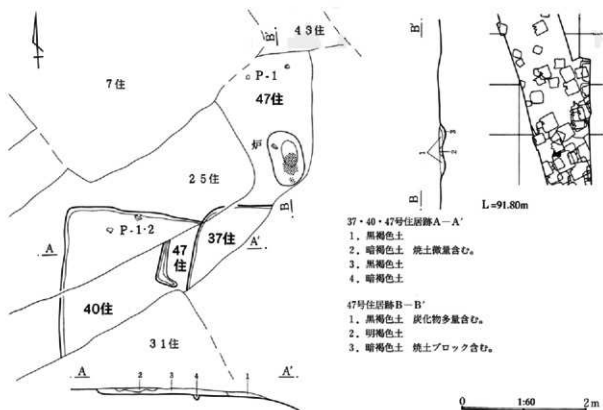 B'
43住
P-1
7住
47住
炉
25住
B
P-1・2
A
47住
37住
A'
40住
31住
A
2
3
4
1
A'
B'
3
1
2
B
L=91.80m
37・40・47号住居跡A—A'
1．黒褐色土
2．暗褐色土 焼土微量含む。
3．黒褐色土
4．暗褐色土
47号住居跡B—B'
1．黒褐色土 炭化物多量含む。
2．明褐色土
3．暗褐色土 焼土ブロック含む。
0
1:60
2m